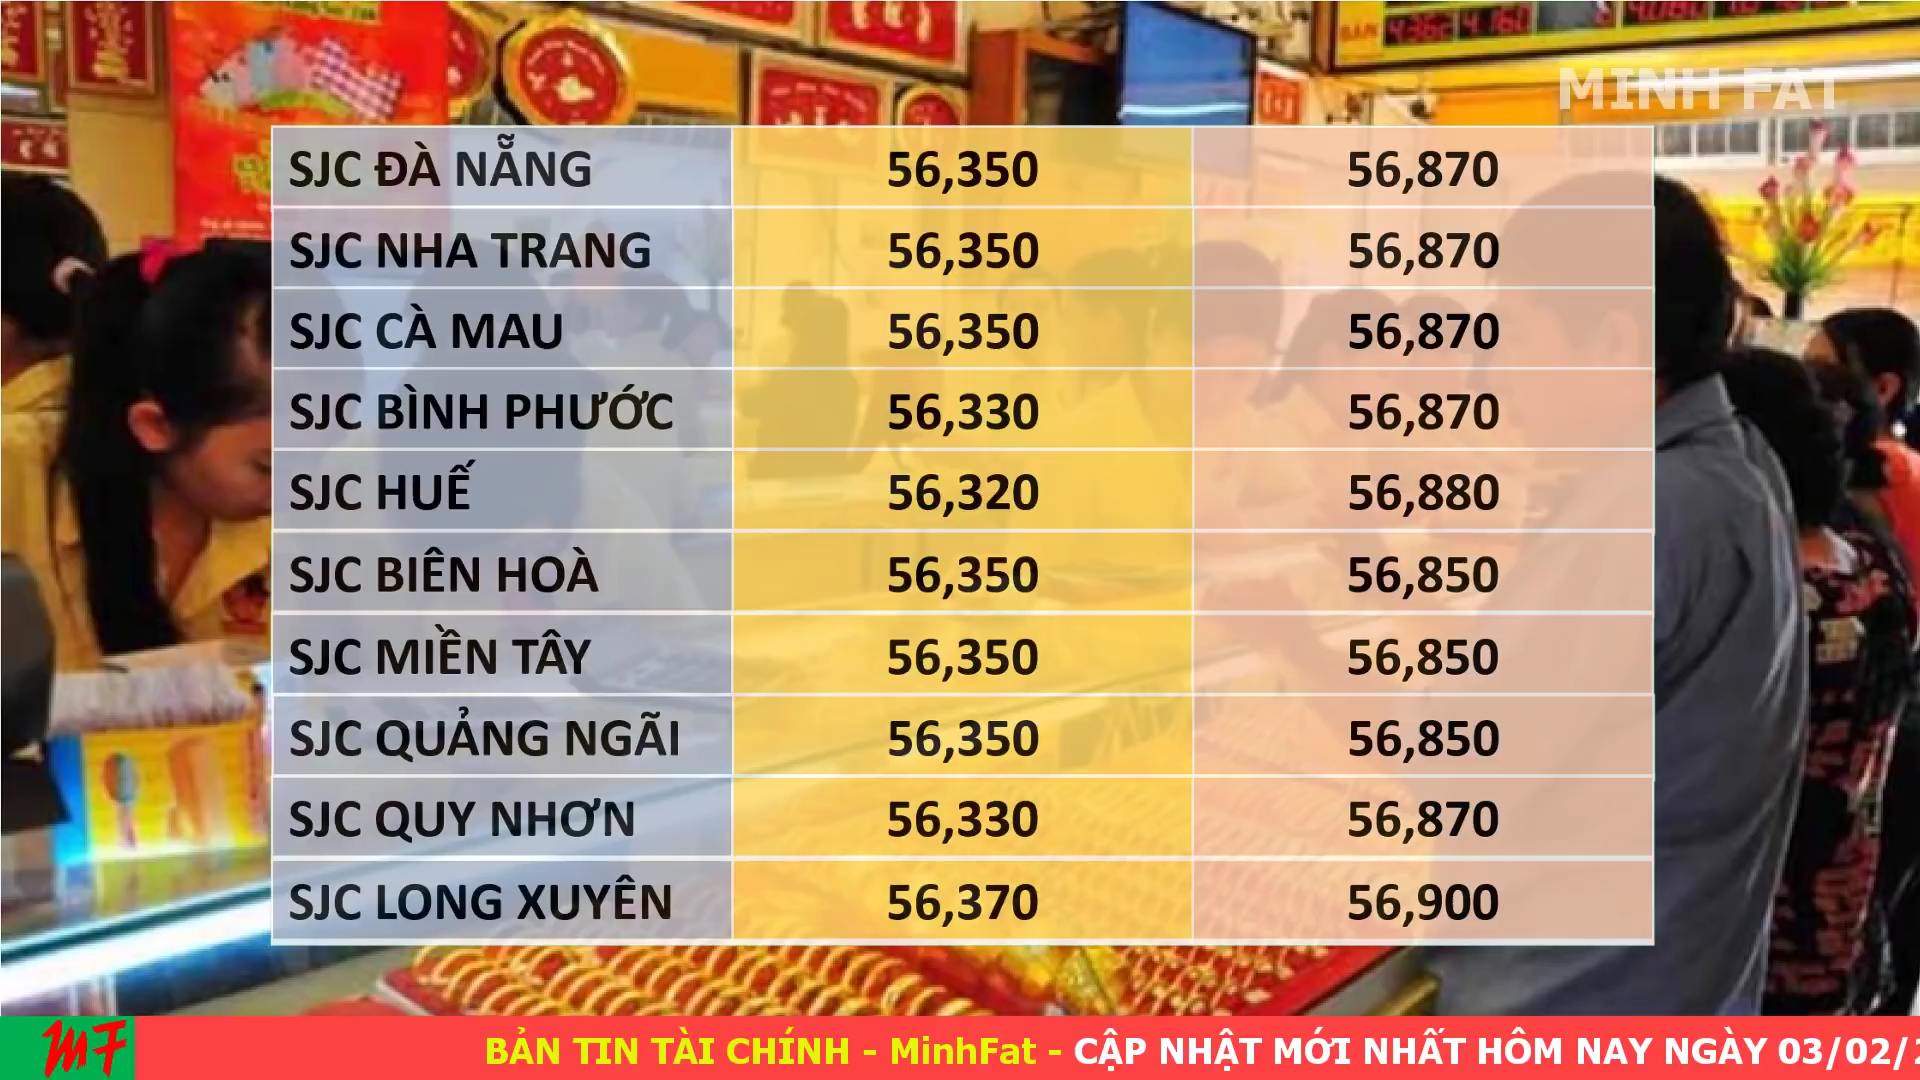 BÁN 4.160
MINH FAT
SJC ĐÀ NẴNG 56,350 56,870
SJC NHA TRANG 56,350 56,870
SJC CÀ MAU 56,350 56,870
SJC BÌNH PHƯỚC 56,330 56,870
SJC HUẾ 56,320 56,880
SJC BIÊN HOÀ 56,350 56,850
SJC MIỀN TÂY 56,350 56,850
SJC QUẢNG NGÃI 56,350 56,850
SJC QUY NHƠN 56,330 56,870
SJC LONG XUYÊN 56,370 56,900
MF BẢN TIN TÀI CHÍNH - MinhFat - CẬP NHẬT MỚI NHẤT HÔM NAY NGÀY 03/02/